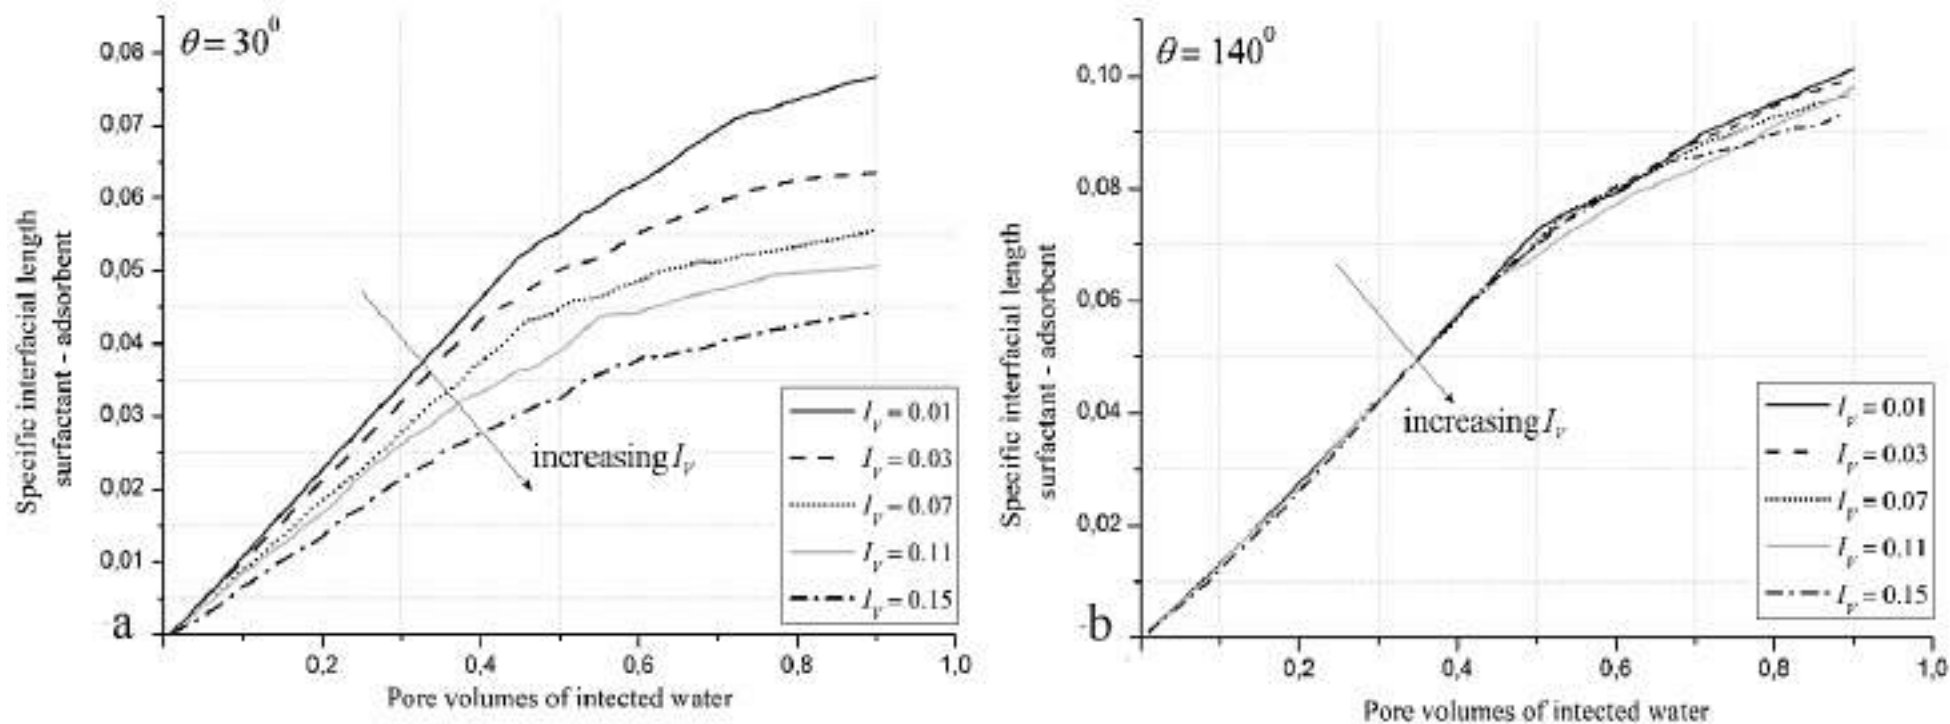 θ = 30⁰
0,08
0,07
0,06
0,05
0,04
0,03
0,02
0,01
Specific interfacial length
surfactant - adsorbent
increasing I_V
I_V = 0.01
I_V = 0.03
I_V = 0.07
I_V = 0.11
I_V = 0.15
a
0,2
0,4
0,6
0,8
1,0
Pore volumes of intected water
θ = 140⁰
0,10
0,08
0,06
0,04
0,02
Specific interfacial length
surfactant - adsorbent
increasing I_V
I_V = 0.01
I_V = 0.03
I_V = 0.07
I_V = 0.11
I_V = 0.15
b
0,2
0,4
0,6
0,8
1,0
Pore volumes of intected water